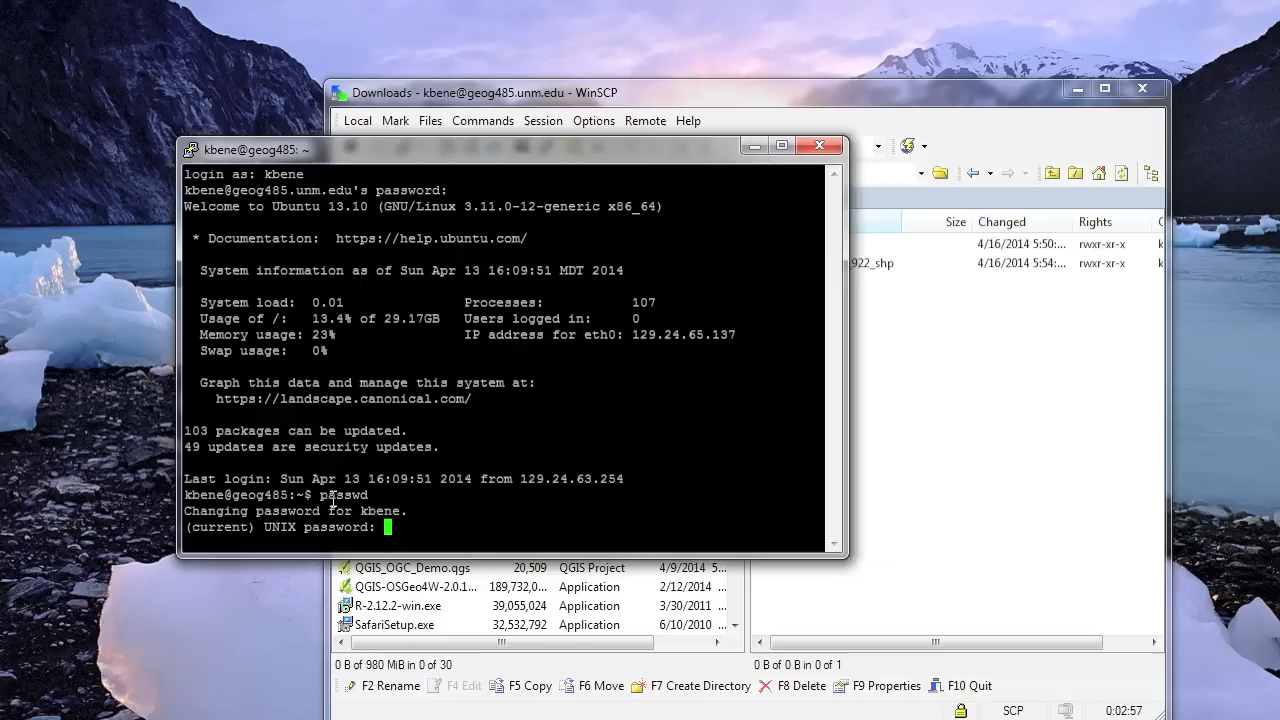 Downloads - kbene@geog485.unm.edu - WinSCP
Local Mark Files Commands Session Options Remote Help
kbene@geog485: ~
login as: kbene
kbene@geog485.unm.edu's password:
Welcome to Ubuntu 13.10 (GNU/Linux 3.11.0-12-generic x86_64)
* Documentation: https://help.ubuntu.com/
System information as of Sun Apr 13 16:09:51 MDT 2014
System load: 0.01 Processes: 107
Usage of /: 13.4% of 29.17GB Users logged in: 0
Memory usage: 23% IP address for eth0: 129.24.65.137
Swap usage: 0%
Graph this data and manage this system at:
https://landscape.canonical.com/
103 packages can be updated.
49 updates are security updates.
Last login: Sun Apr 13 16:09:51 2014 from 129.24.63.254
kbene@geog485:~$ passwd
Changing password for kbene.
(current) UNIX password:
Size Changed Rights
4/16/2014 5:50:... rwxr-xr-x k
922_shp 4/16/2014 5:54:... rwxr-xr-x k
QGIS_OGC_Demo.qgs 20,509 QGIS Project 4/9/2014 5...
QGIS-OSGeo4W-2.0.1... 189,732,0... Application 2/12/2014 ...
R-2.12.2-win.exe 39,055,024 Application 3/30/2011 ...
SafariSetup.exe 32,532,792 Application 6/10/2010 ...
0 B of 980 MiB in 0 of 30
0 B of 0 B in 0 of 1
F2 Rename F4 Edit F5 Copy F6 Move F7 Create Directory F8 Delete F9 Properties F10 Quit
SCP 0:02:57